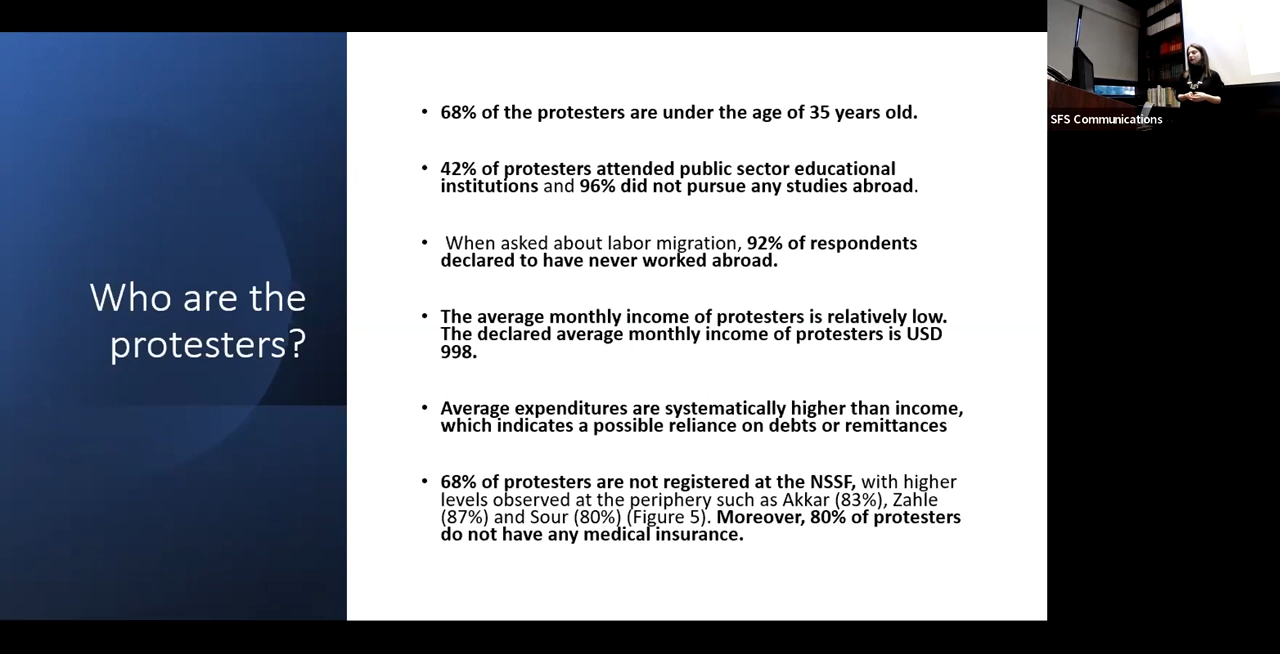 Who are the
protesters?
• 68% of the protesters are under the age of 35 years old.
• 42% of protesters attended public sector educational
institutions and 96% did not pursue any studies abroad.
• When asked about labor migration, 92% of respondents
declared to have never worked abroad.
• The average monthly income of protesters is relatively low.
The declared average monthly income of protesters is USD
998.
• Average expenditures are systematically higher than income,
which indicates a possible reliance on debts or remittances
• 68% of protesters are not registered at the NSSF, with higher
levels observed at the periphery such as Akkar (83%), Zahle
(87%) and Sour (80%) (Figure 5). Moreover, 80% of protesters
do not have any medical insurance.
SFS Communications